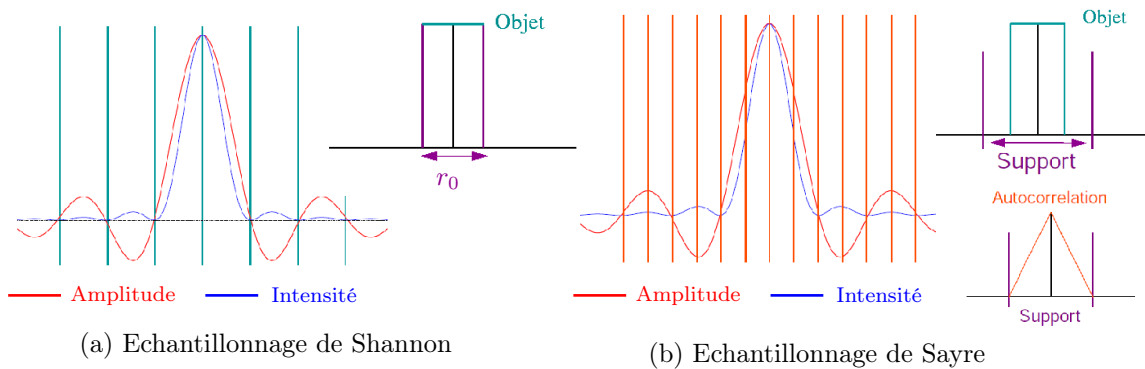 Objet
r₀
Amplitude
Intensité
(a) Echantillonnage de Shannon
Objet
Support
Autocorrelation
Support
Amplitude
Intensité
(b) Echantillonnage de Sayre